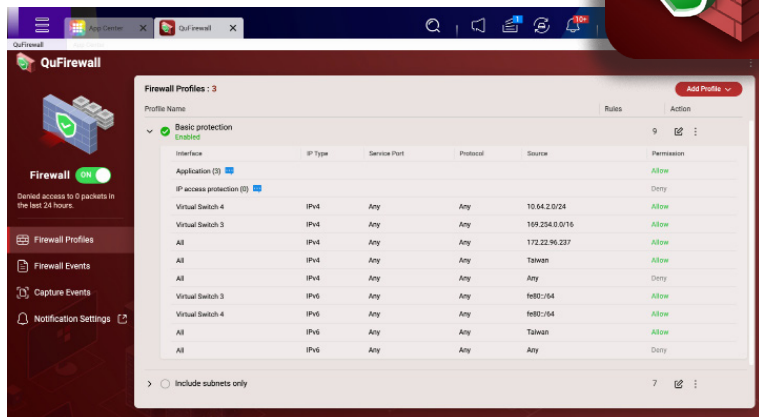 App Center
QuFirewall
10+
QuFirewall
QuFirewall
Firewall Profiles : 3
Add Profile
Profile Name Rules Action
Basic protection
Enabled
9
Interface IP Type Service Port Protocol Source Permission
Application (3) Allow
IP access protection (0) Deny
Virtual Switch 4 IPv4 Any Any 10.64.2.0/24 Allow
Virtual Switch 3 IPv4 Any Any 169.254.0.0/16 Allow
All IPv4 Any Any 172.22.96.237 Allow
All IPv4 Any Any Taiwan Allow
All IPv4 Any Any Any Deny
Virtual Switch 3 IPv6 Any Any fe80::/64 Allow
Virtual Switch 4 IPv6 Any Any fe80::/64 Allow
All IPv6 Any Any Taiwan Allow
All IPv6 Any Any Any Deny
Include subnets only 7
Firewall ON
Denied access to 0 packets in
the last 24 hours.
Firewall Profiles
Firewall Events
Capture Events
Notification Settings